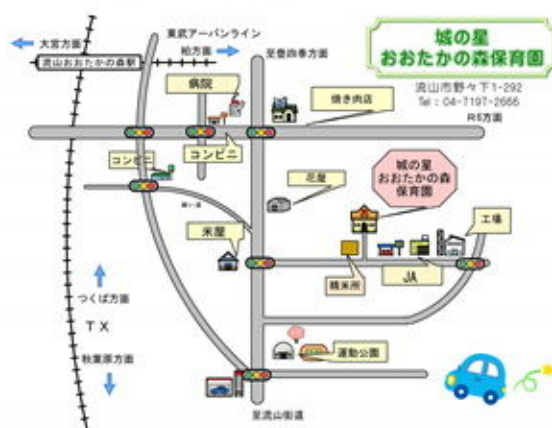 東武アーバンライン
大宮方面
柏方面
流山おおたかの森駅
至豊四季方面
城の星
おおたかの森保育園
流山市野々下1-292
Tel：04-7197-2666
病院
焼き肉店
R6方面
コンビニ
コンビニ
花屋
城の星
おおたかの森
保育園
米屋
工場
精米所
JA
つくば方面
TX
秋葉原方面
運動公園
至流山街道